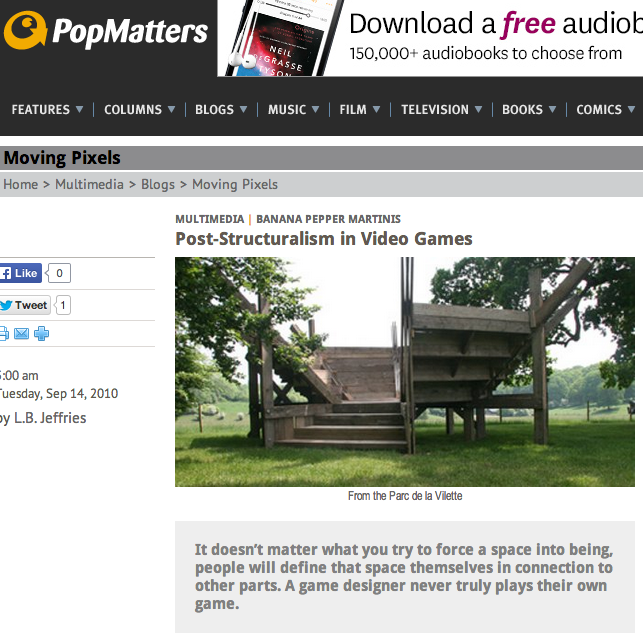 PopMatters
NEIL
DEGRASSE
TYSON
Download a free audiob
150,000+ audiobooks to choose from
FEATURES COLUMNS BLOGS MUSIC FILM TELEVISION BOOKS COMICS
Moving Pixels
Home > Multimedia > Blogs > Moving Pixels
MULTIMEDIA | BANANA PEPPER MARTINIS
Post-Structuralism in Video Games
Like 0
Tweet 1
5:00 am
Tuesday, Sep 14, 2010
by L.B. Jeffries
From the Parc de la Vilette
It doesn't matter what you try to force a space into being,
people will define that space themselves in connection to
other parts. A game designer never truly plays their own
game.